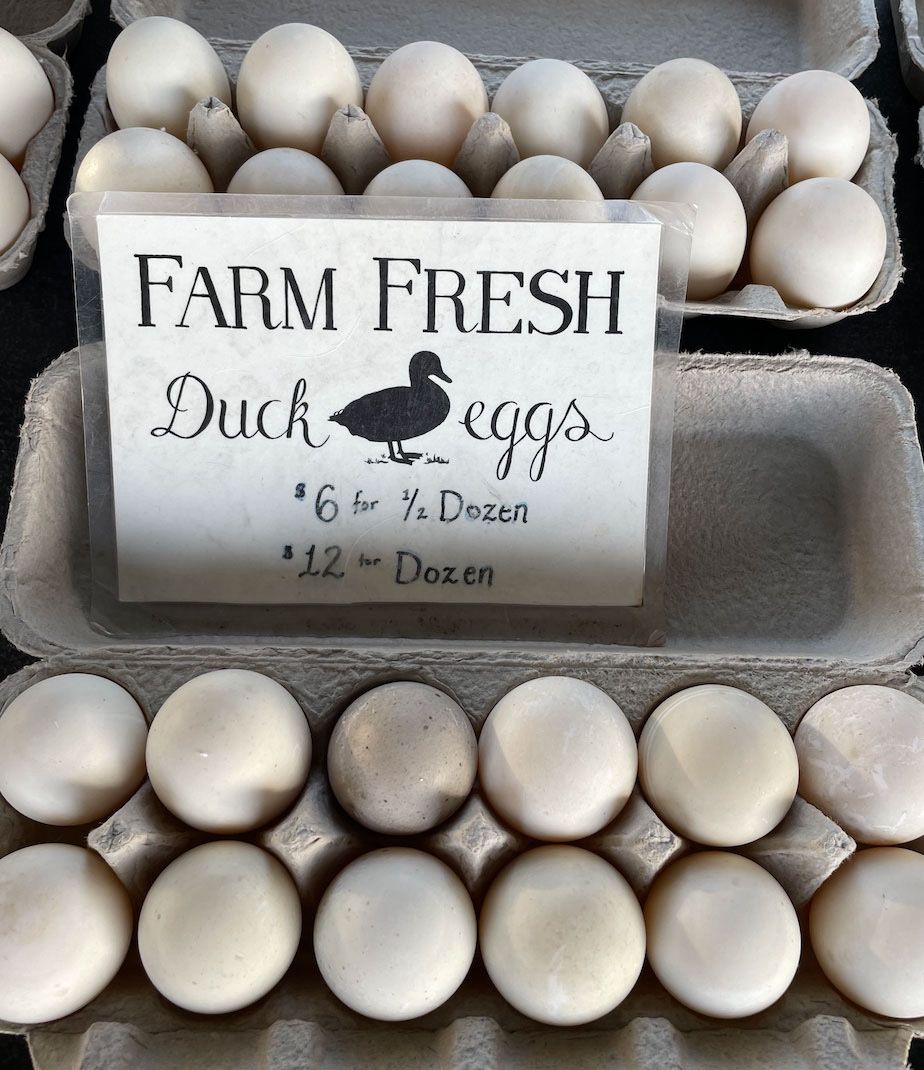 FARM FRESH
Duck eggs
$6 for 1/2 Dozen
$12 for Dozen